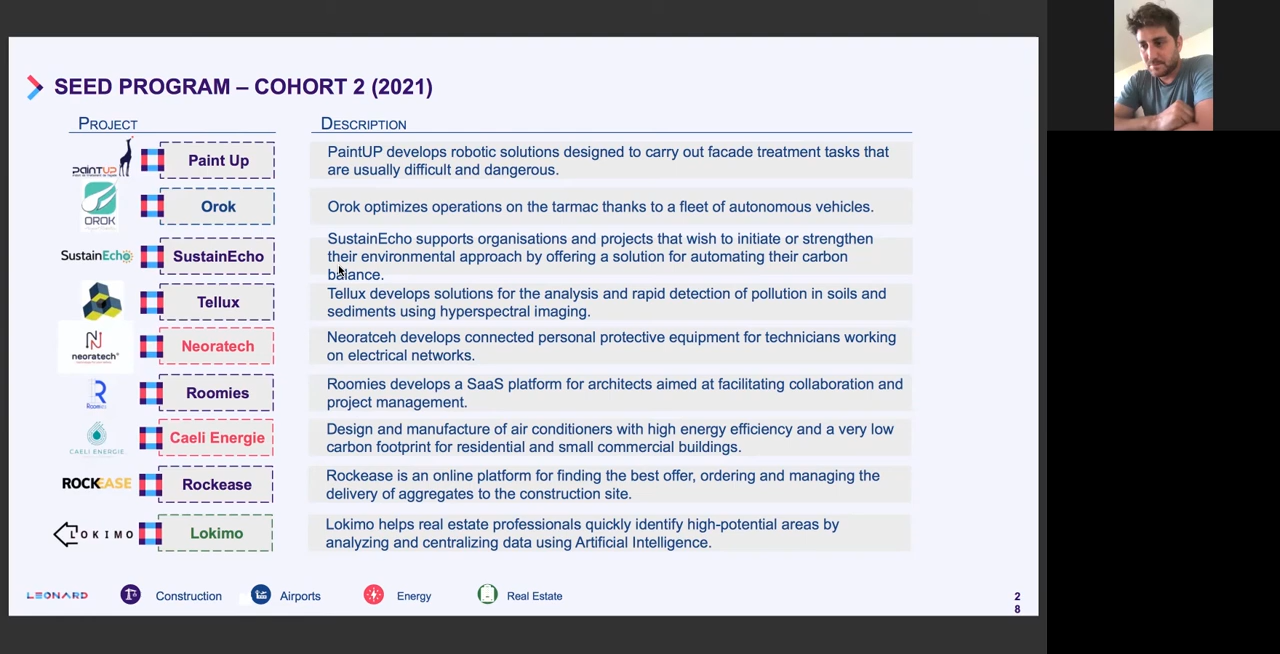 SEED PROGRAM – COHORT 2 (2021)
PROJECT
DESCRIPTION
PAINTUP
Paint Up
PaintUP develops robotic solutions designed to carry out facade treatment tasks that
are usually difficult and dangerous.
OROK
Orok
Orok optimizes operations on the tarmac thanks to a fleet of autonomous vehicles.
SustainEcho
SustainEcho
SustainEcho supports organisations and projects that wish to initiate or strengthen
their environmental approach by offering a solution for automating their carbon
balance.
Tellux
Tellux develops solutions for the analysis and rapid detection of pollution in soils and
sediments using hyperspectral imaging.
neoratech
Neoratech
Neoratceh develops connected personal protective equipment for technicians working
on electrical networks.
Roomies
Roomies
Roomies develops a SaaS platform for architects aimed at facilitating collaboration and
project management.
CAELI ENERGIE
Caeli Energie
Design and manufacture of air conditioners with high energy efficiency and a very low
carbon footprint for residential and small commercial buildings.
ROCKEASE
Rockease
Rockease is an online platform for finding the best offer, ordering and managing the
delivery of aggregates to the construction site.
LOKIMO
Lokimo
Lokimo helps real estate professionals quickly identify high-potential areas by
analyzing and centralizing data using Artificial Intelligence.
LEONARD
Construction
Airports
Energy
Real Estate
2
8